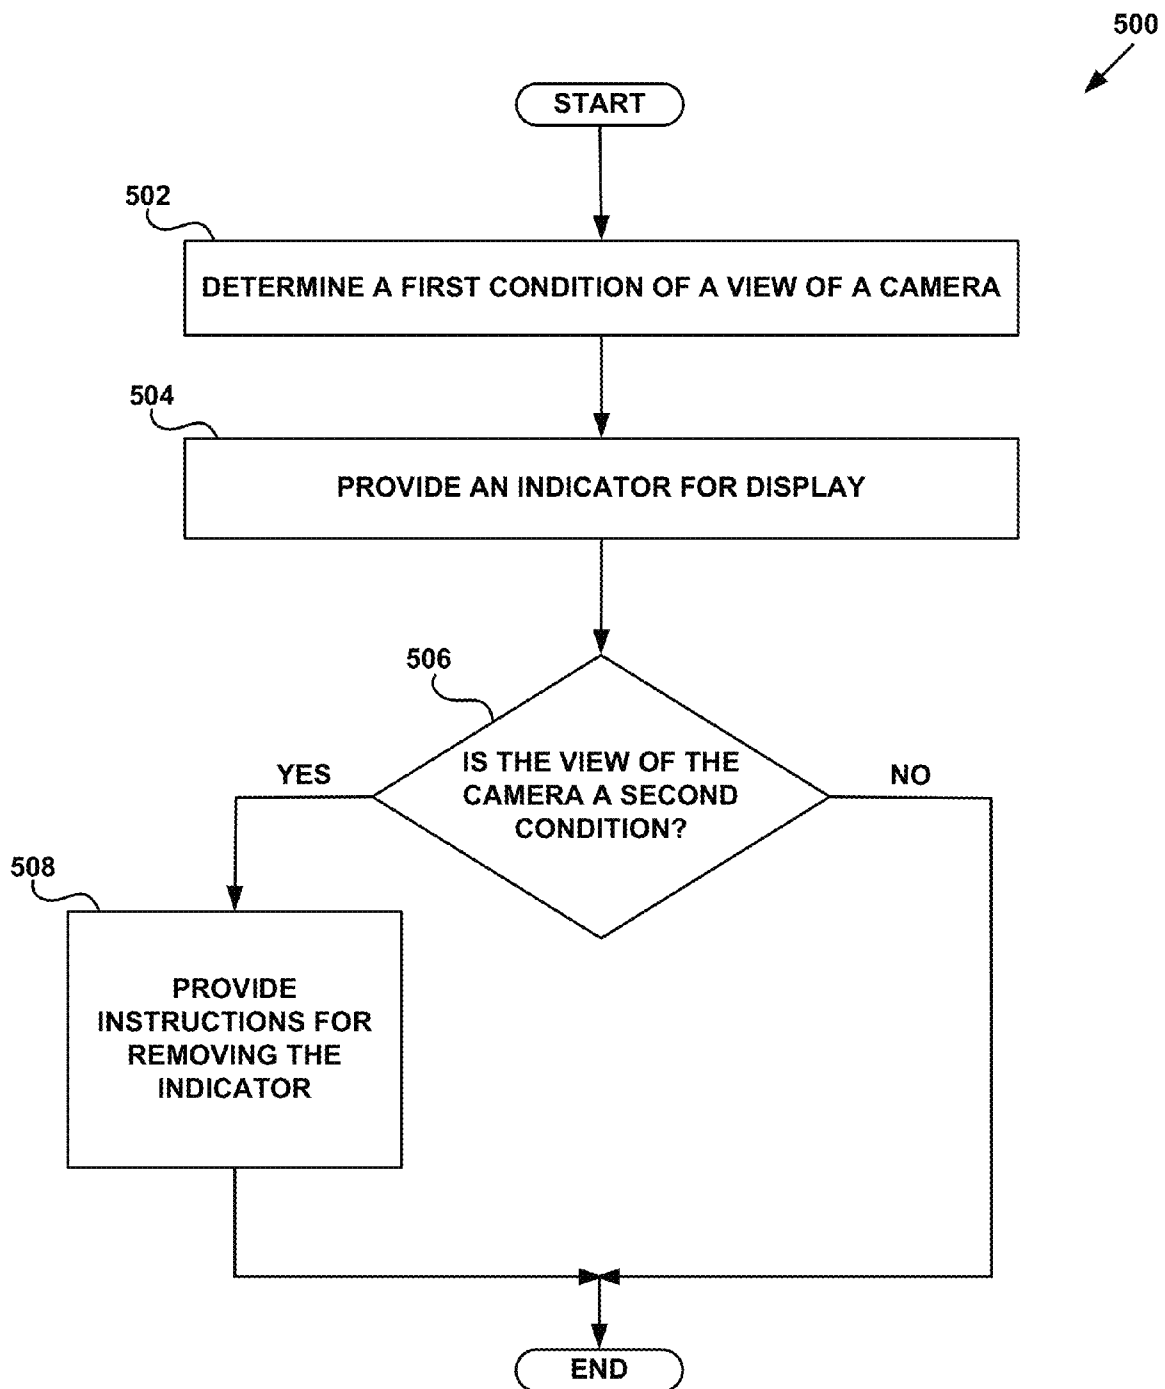 500
START
502
DETERMINE A FIRST CONDITION OF A VIEW OF A CAMERA
504
PROVIDE AN INDICATOR FOR DISPLAY
506
IS THE VIEW OF THE
CAMERA A SECOND
CONDITION?
YES
NO
508
PROVIDE
INSTRUCTIONS FOR
REMOVING THE
INDICATOR
END